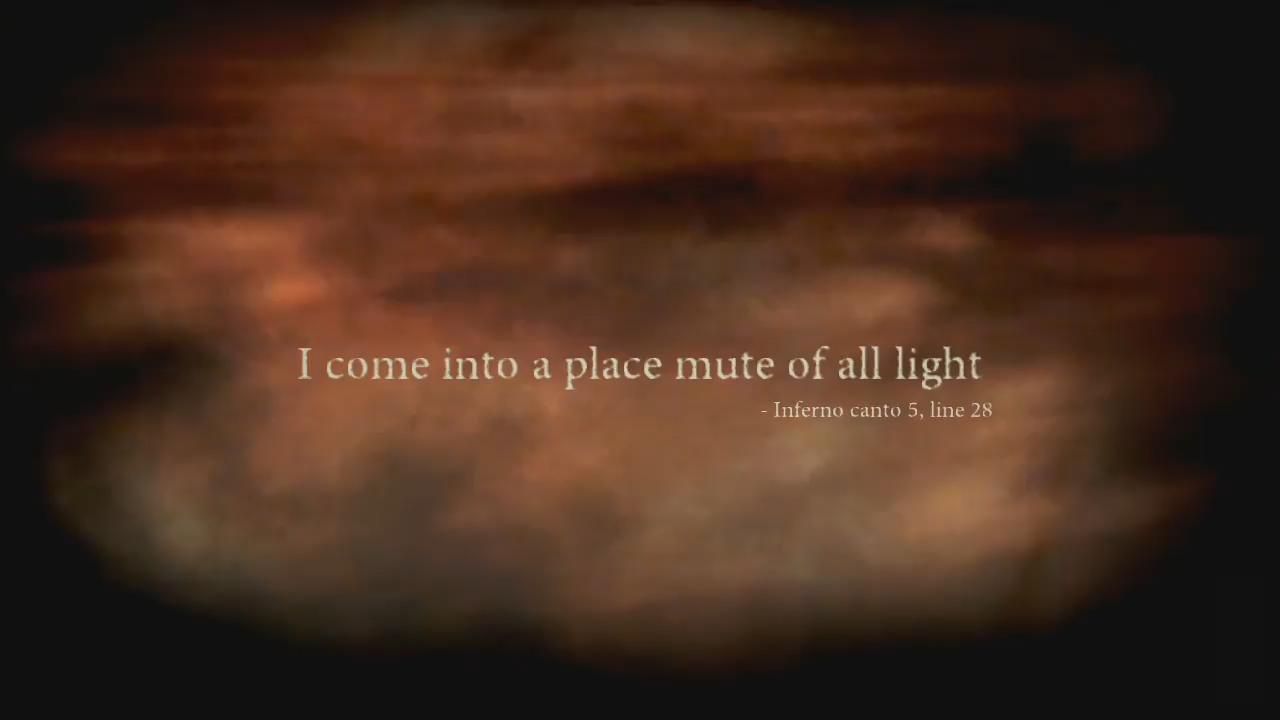 I come into a place mute of all light
- Inferno canto 5, line 28